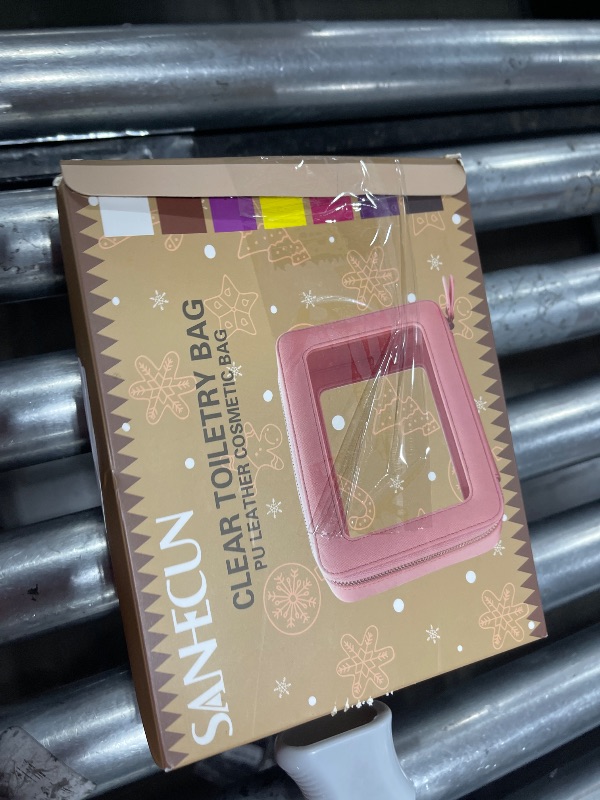 SANHECUN
CLEAR TOILETRY BAG
PU LEATHER COSMETIC BAG